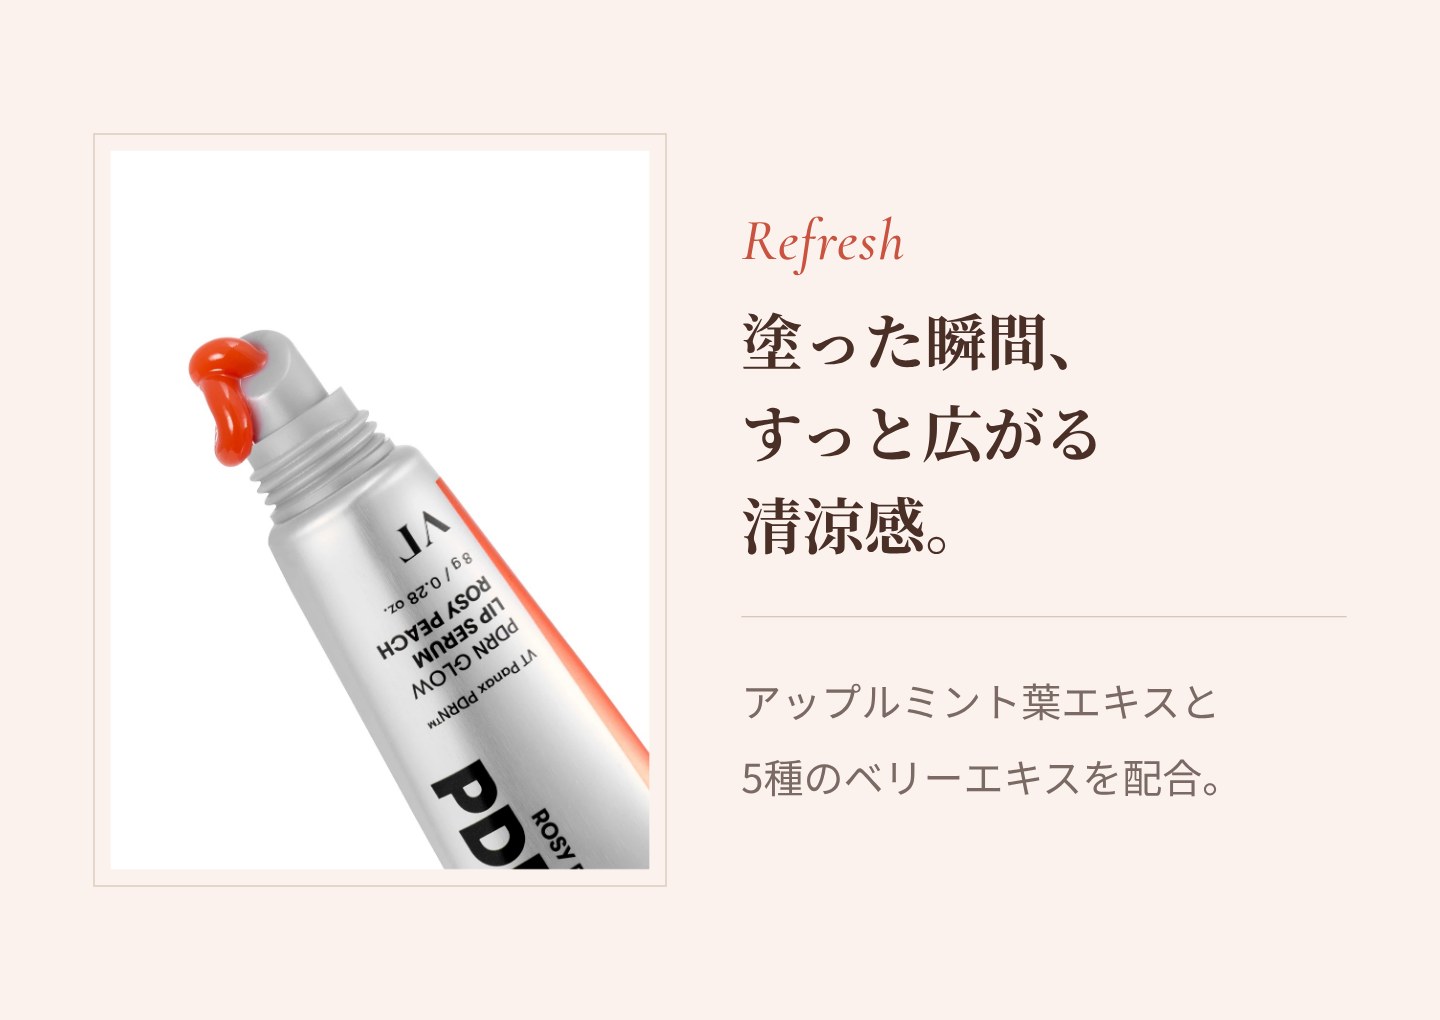 Refresh
塗った瞬間、
すっと広がる
清涼感。
アップルミント葉エキスと
5種のベリーエキスを配合。
VT
8g / 0.28 oz.
ROSY PEACH
LIP SERUM
PDRN GLOW
VT Panax PDRN™
ROSY